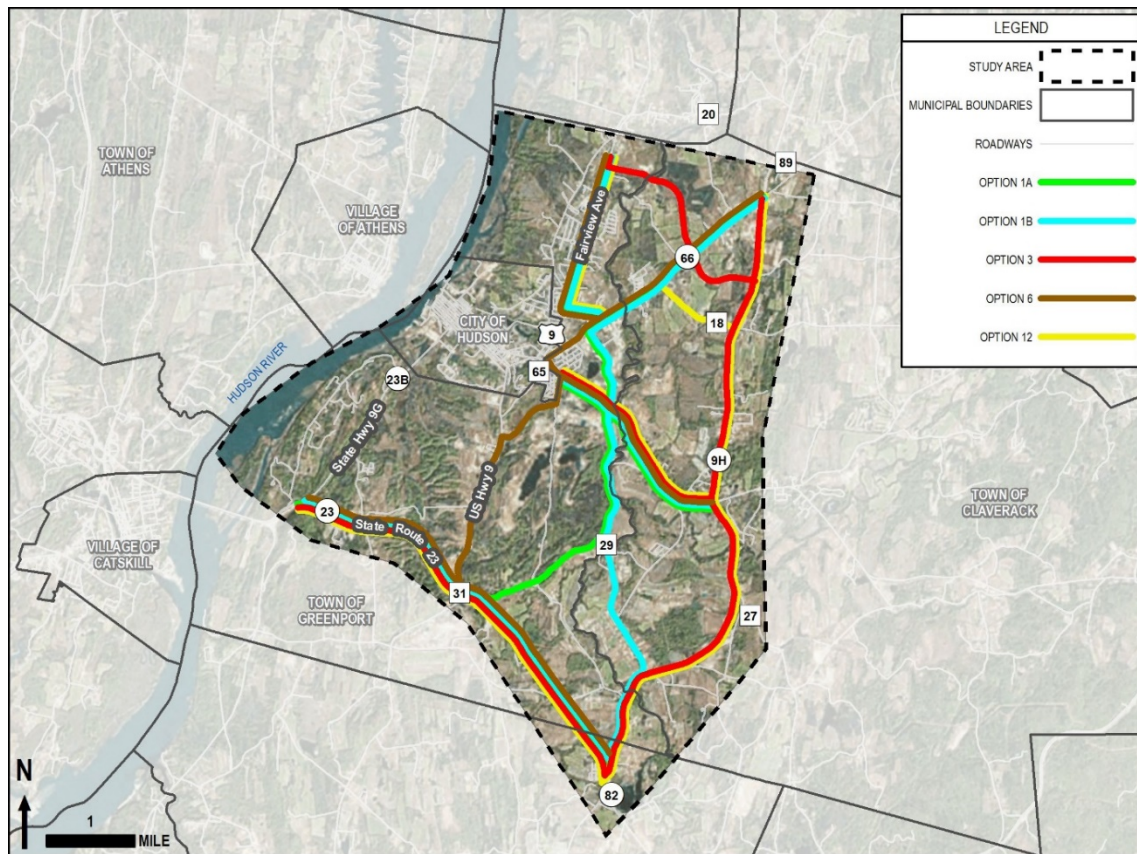 LEGEND
STUDY AREA
MUNICIPAL BOUNDARIES
ROADWAYS
OPTION 1A
OPTION 1B
OPTION 3
OPTION 6
OPTION 12
20
89
TOWN OF
ATHENS
VILLAGE
OF ATHENS
Fairview Ave
66
18
CITY OF
HUDSON
9
65
23B
HUDSON RIVER
State Hwy 9G
9H
US Hwy 9
TOWN OF
CLAVERACK
23
State Route 23
29
VILLAGE OF
CATSKILL
31
TOWN OF
GREENPORT
27
82
N
1
MILE